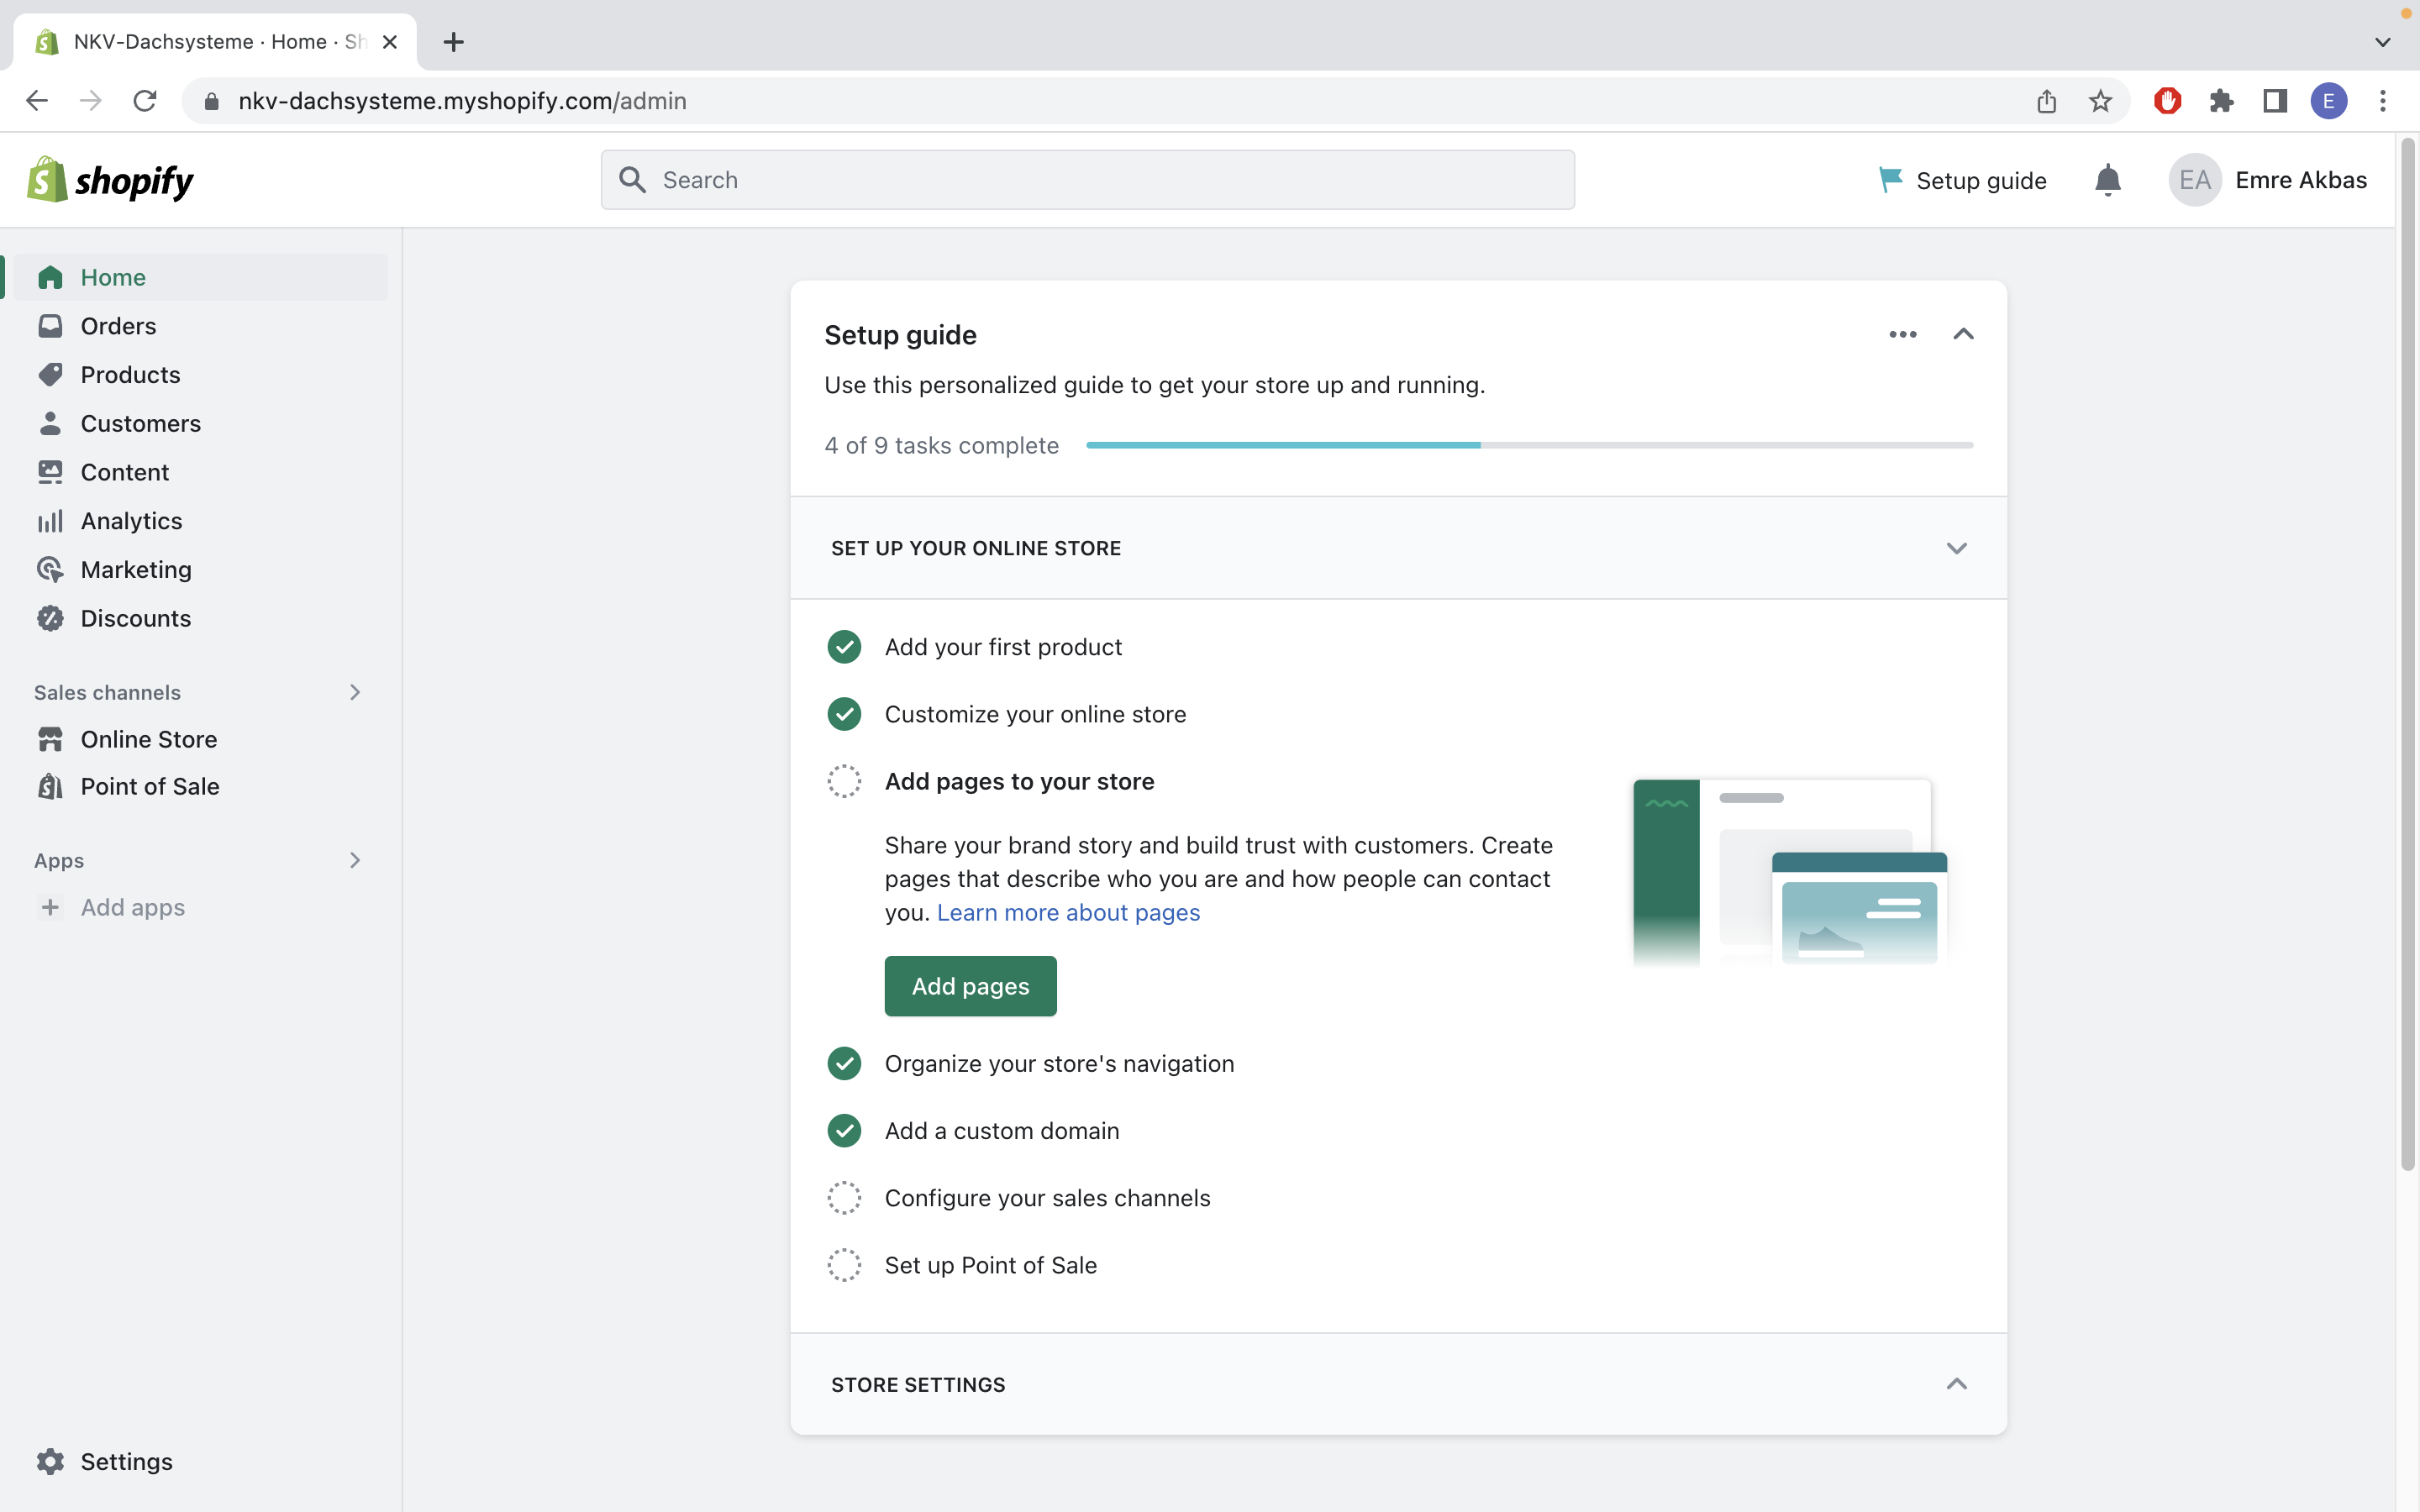 NKV-Dachsysteme · Home · Sh
nkv-dachsysteme.myshopify.com/admin
E
shopify
Search
Setup guide
EA
Emre Akbas
Home
Orders
Products
Customers
Content
Analytics
Marketing
Discounts
Sales channels
Online Store
Point of Sale
Apps
Add apps
Settings
Setup guide
Use this personalized guide to get your store up and running.
4 of 9 tasks complete
SET UP YOUR ONLINE STORE
Add your first product
Customize your online store
Add pages to your store
Share your brand story and build trust with customers. Create
pages that describe who you are and how people can contact
you. Learn more about pages
Add pages
Organize your store's navigation
Add a custom domain
Configure your sales channels
Set up Point of Sale
STORE SETTINGS